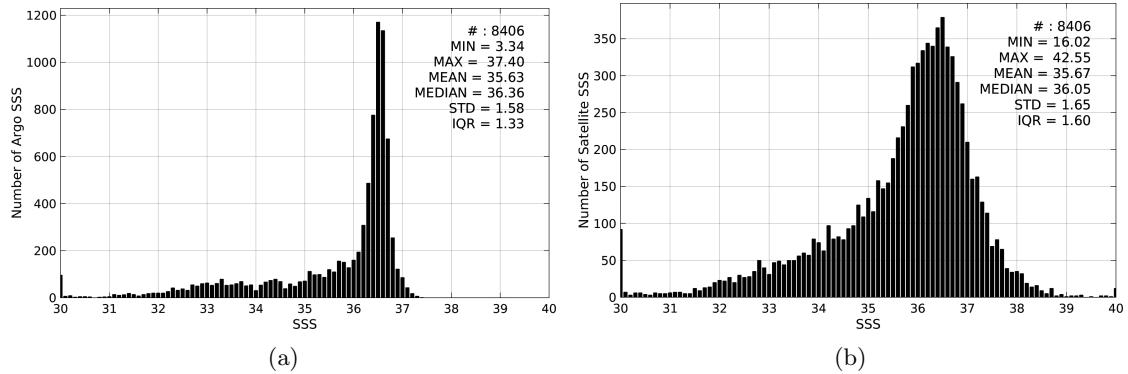 1200
1000
800
600
400
200
0
Number of Argo SSS
# : 8406
MIN = 3.34
MAX = 37.40
MEAN = 35.63
MEDIAN = 36.36
STD = 1.58
IQR = 1.33
30 31 32 33 34 35 36 37 38 39 40
SSS
(a)
350
300
250
200
150
100
50
0
Number of Satellite SSS
# : 8406
MIN = 16.02
MAX = 42.55
MEAN = 35.67
MEDIAN = 36.05
STD = 1.65
IQR = 1.60
30 31 32 33 34 35 36 37 38 39 40
SSS
(b)